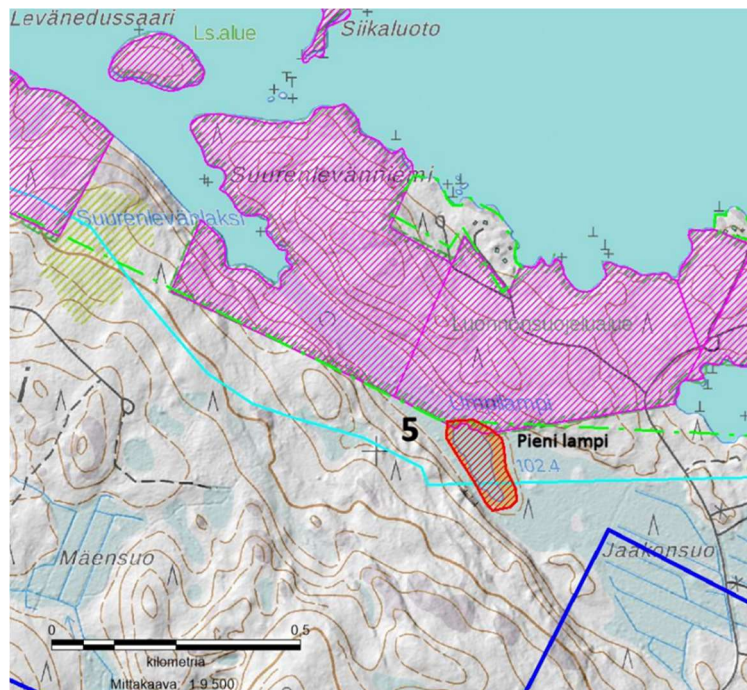 Levänedussaari
Ls.alue
Siikaluoto
Suurenlevänniemi
Suurenlevänlaksi
Luonnonsuojelualue
Umpilampi
5
Pieni lampi
102.4
i
Mäensuo
Jaakonsuo
0
0,5
kilometriä
Mittakaava: 1:9 500